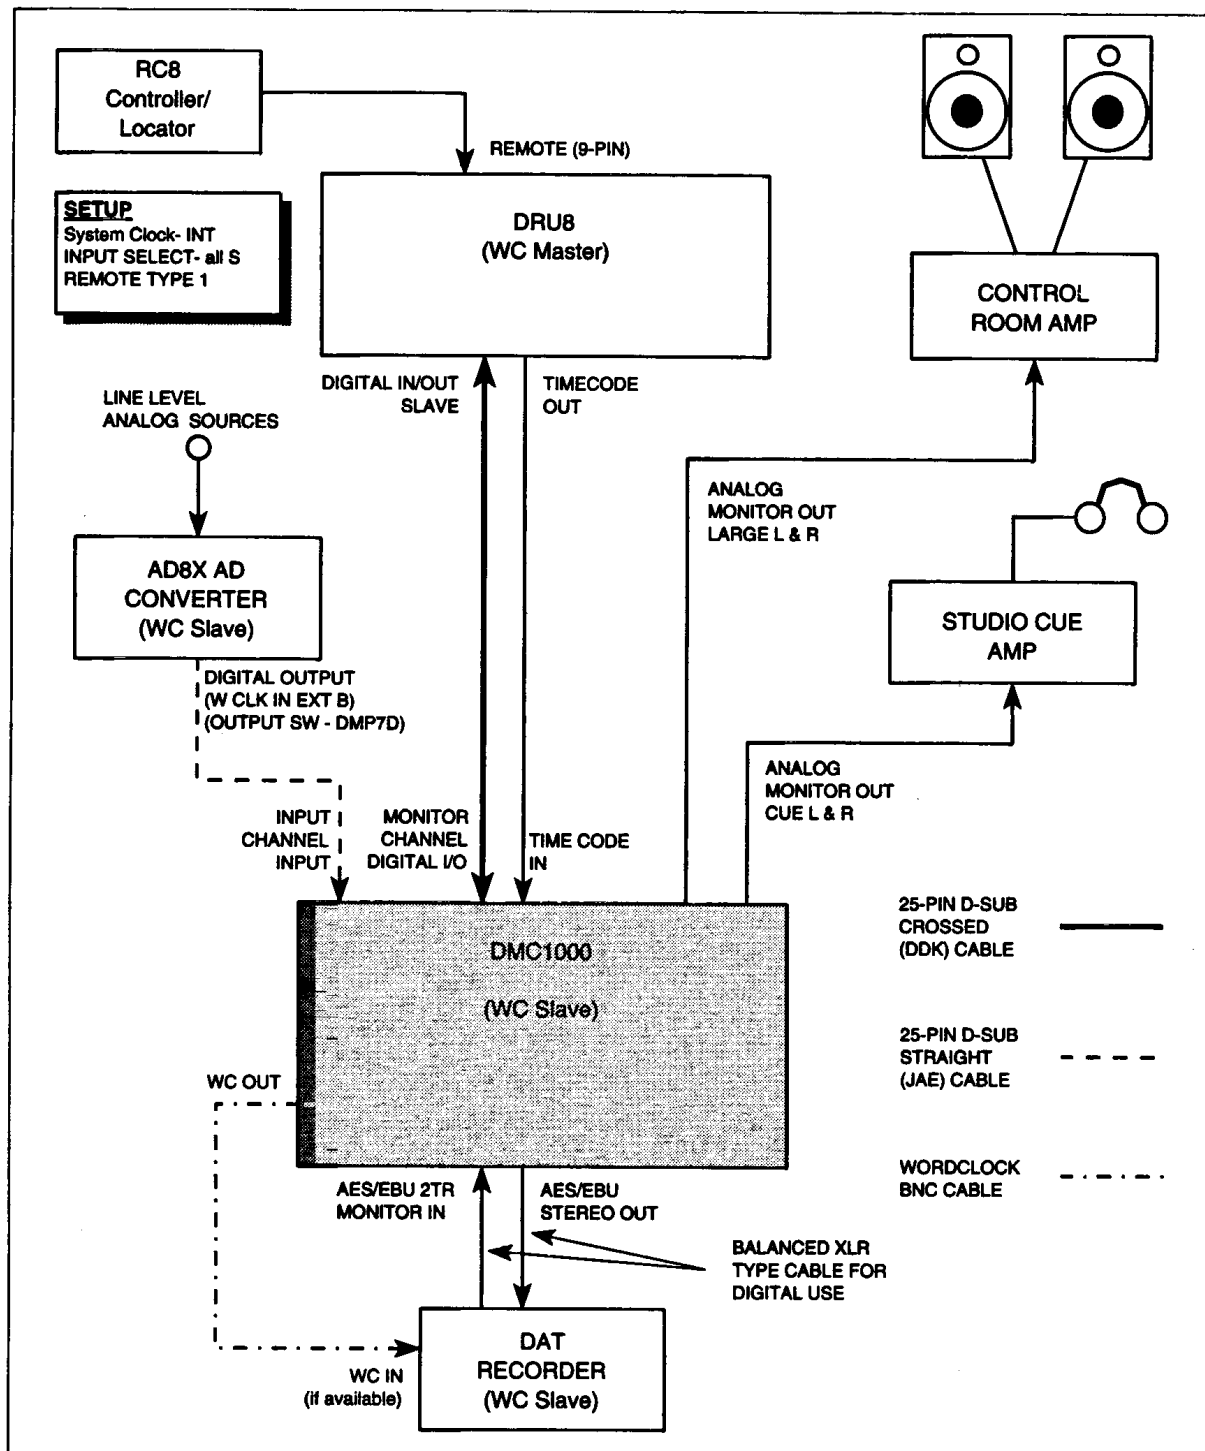 RC8
Controller/
Locator
REMOTE (9-PIN)
SETUP
System Clock- INT
INPUT SELECT- all S
REMOTE TYPE 1
DRU8
(WC Master)
CONTROL
ROOM AMP
DIGITAL IN/OUT
SLAVE
TIMECODE
OUT
LINE LEVEL
ANALOG SOURCES
ANALOG
MONITOR OUT
LARGE L & R
AD8X AD
CONVERTER
(WC Slave)
STUDIO CUE
AMP
DIGITAL OUTPUT
(W CLK IN EXT B)
(OUTPUT SW - DMP7D)
ANALOG
MONITOR OUT
CUE L & R
INPUT
CHANNEL
INPUT
MONITOR
CHANNEL
DIGITAL I/O
TIME CODE
IN
DMC1000
(WC Slave)
25-PIN D-SUB
CROSSED
(DDK) CABLE
25-PIN D-SUB
STRAIGHT
(JAE) CABLE
WORDCLOCK
BNC CABLE
WC OUT
AES/EBU 2TR
MONITOR IN
AES/EBU
STEREO OUT
BALANCED XLR
TYPE CABLE FOR
DIGITAL USE
DAT
RECORDER
(WC Slave)
WC IN
(if available)